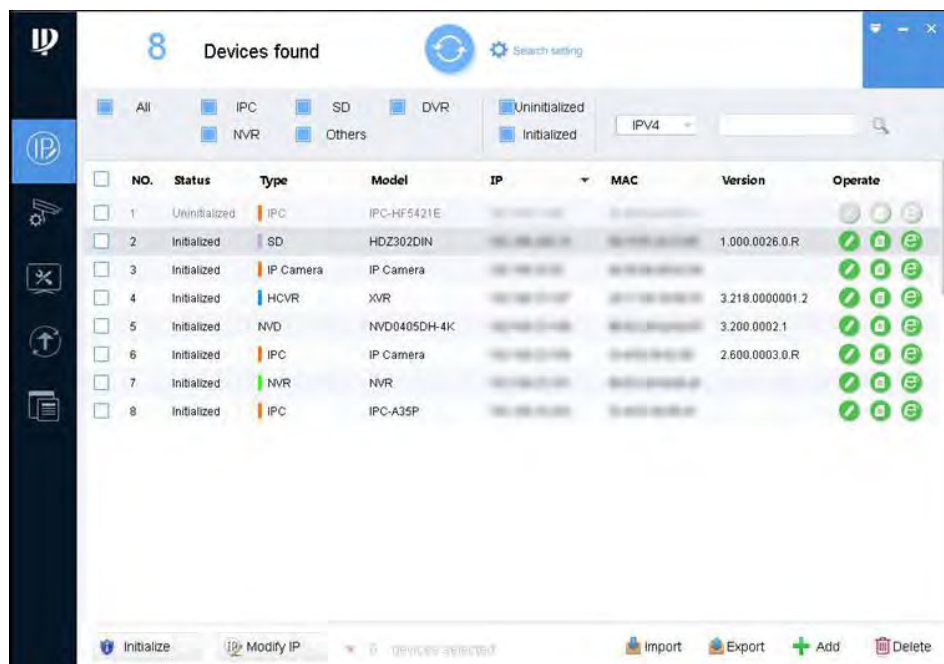 8 Devices found Search setting
All IPC SD DVR Uninitialized
NVR Others Initialized IPV4
NO. Status Type Model IP MAC Version Operate
1 Uninitialized IPC IPC-HF5421E
2 Initialized SD HDZ302DIN 1.000.0026.0.R
3 Initialized IP Camera IP Camera
4 Initialized HCVR XVR 3.218.0000001.2
5 Initialized NVD NVD0405DH-4K 3.200.0002.1
6 Initialized IPC IP Camera 2.600.0003.0.R
7 Initialized NVR NVR
8 Initialized IPC IPC-A35P
Initialize Modify IP devices selected Import Export Add Delete